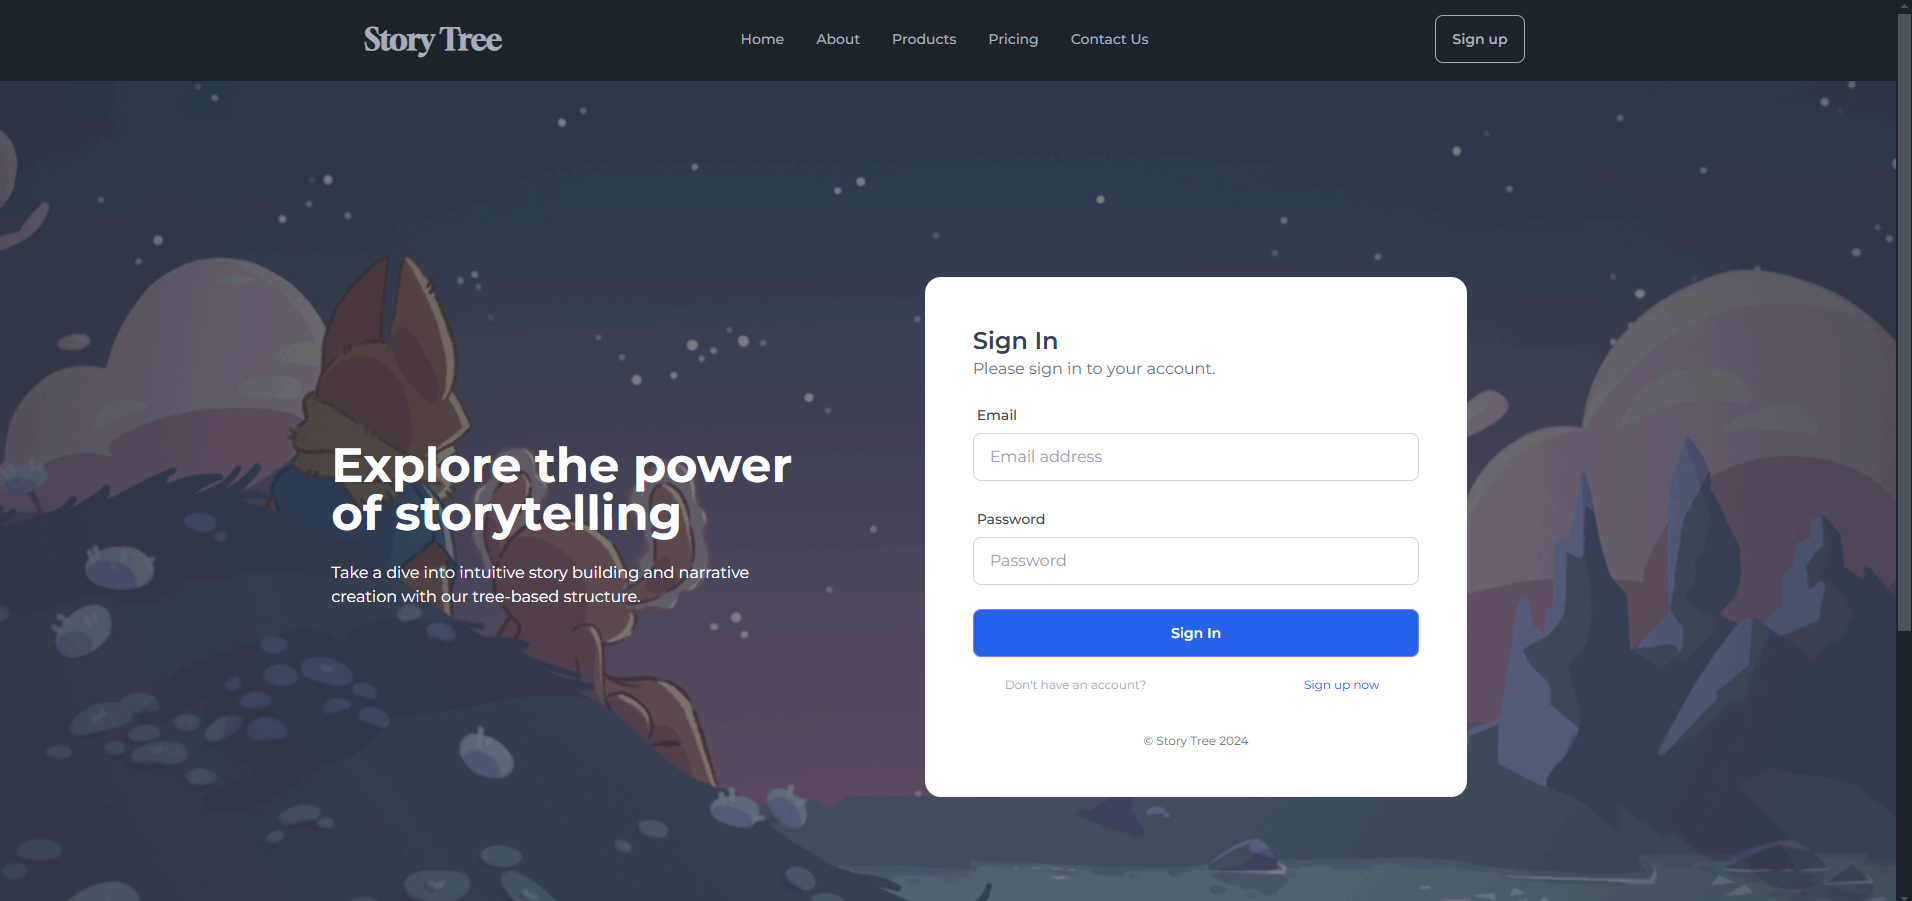 Story Tree
Home
About
Products
Pricing
Contact Us
Sign up
Explore the power
of storytelling
Take a dive into intuitive story building and narrative
creation with our tree-based structure.
Sign In
Please sign in to your account.
Email
Email address
Password
Password
Sign In
Don't have an account?
Sign up now
© Story Tree 2024